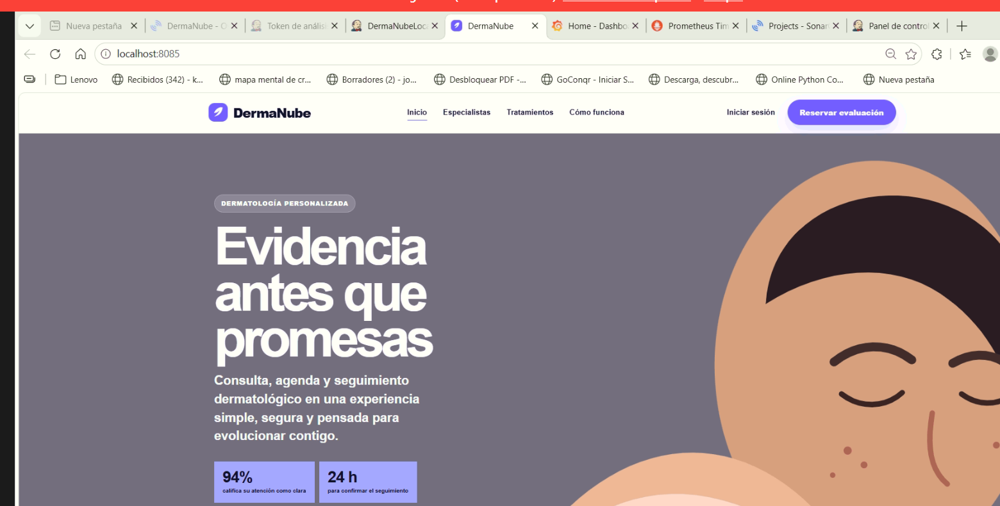 Nueva pestaña
DermaNube - O
Token de análisi
DermaNubeLoc
DermaNube
Home - Dashbo
Prometheus Tim
Projects - Sonar
Panel de control
localhost:8085
Lenovo
Recibidos (342) - k...
mapa mental de cr...
Borradores (2) - jo...
Desbloquear PDF -...
GoConqr - Iniciar S...
Descarga, descubr...
Online Python Co...
Nueva pestaña
DermaNube
Inicio
Especialistas
Tratamientos
Cómo funciona
Iniciar sesión
Reservar evaluación
DERMATOLOGÍA PERSONALIZADA
Evidencia
antes que
promesas
Consulta, agenda y seguimiento
dermatológico en una experiencia
simple, segura y pensada para
evolucionar contigo.
94%
califica su atención como clara
24 h
para confirmar el seguimiento